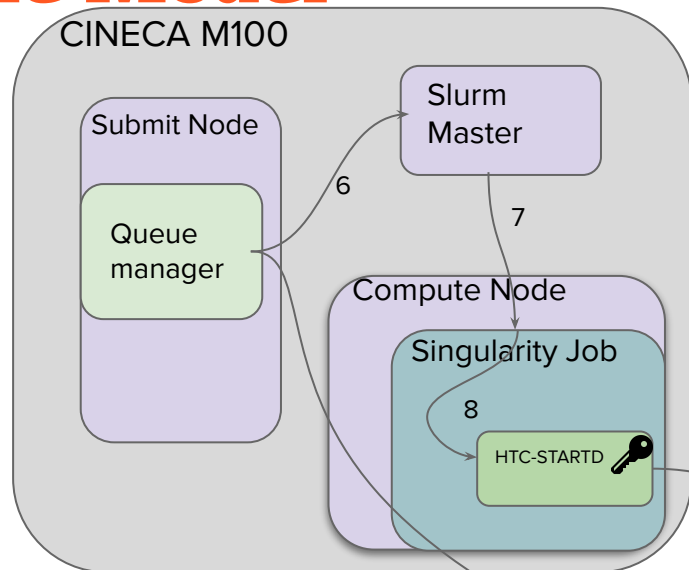 CINECA M100
Submit Node
Queue
manager
6
Slurm
Master
7
Compute Node
Singularity Job
8
HTC-STARTD